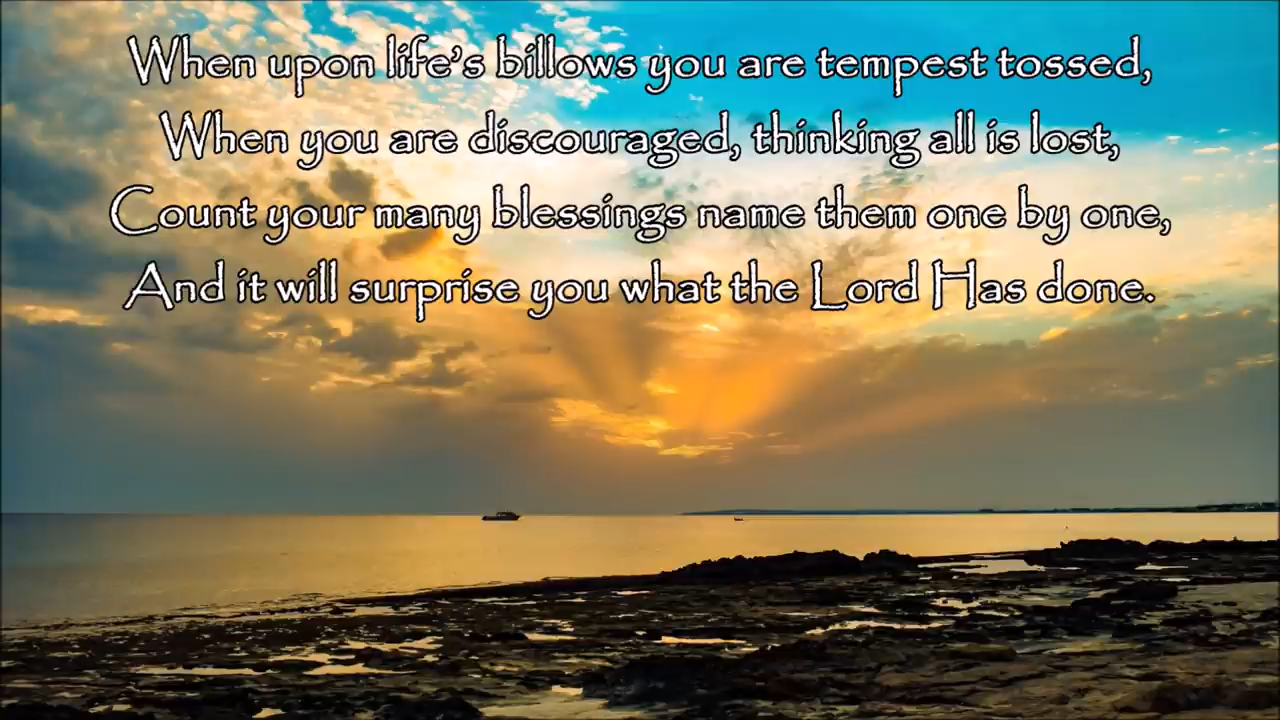 When upon life's billows you are tempest tossed,
When you are discouraged, thinking all is lost,
Count your many blessings name them one by one,
And it will surprise you what the Lord Has done.